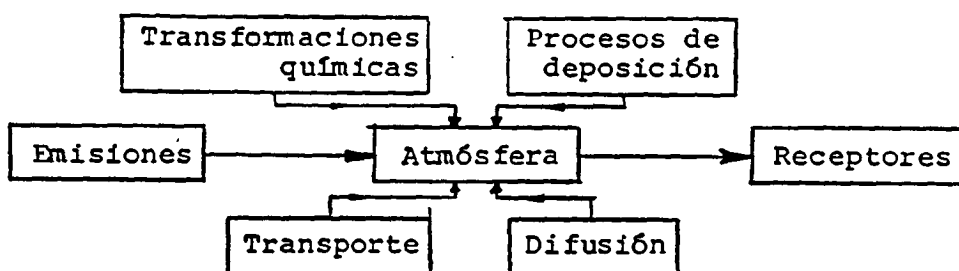 Transformaciones
químicas
Procesos de
deposición
Emisiones
Atmósfera
Receptores
Transporte
Difusión